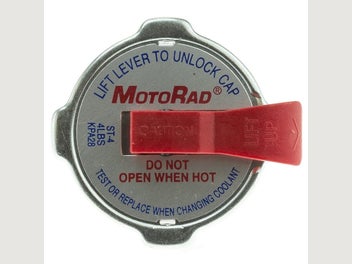 LIFT LEVER TO UNLOCK CAP
MOTORAD®
ST-4
4LBS
KPA28
CAUTION
LIFT
UP
DO NOT
OPEN WHEN HOT
TEST OR REPLACE WHEN CHANGING COOLANT